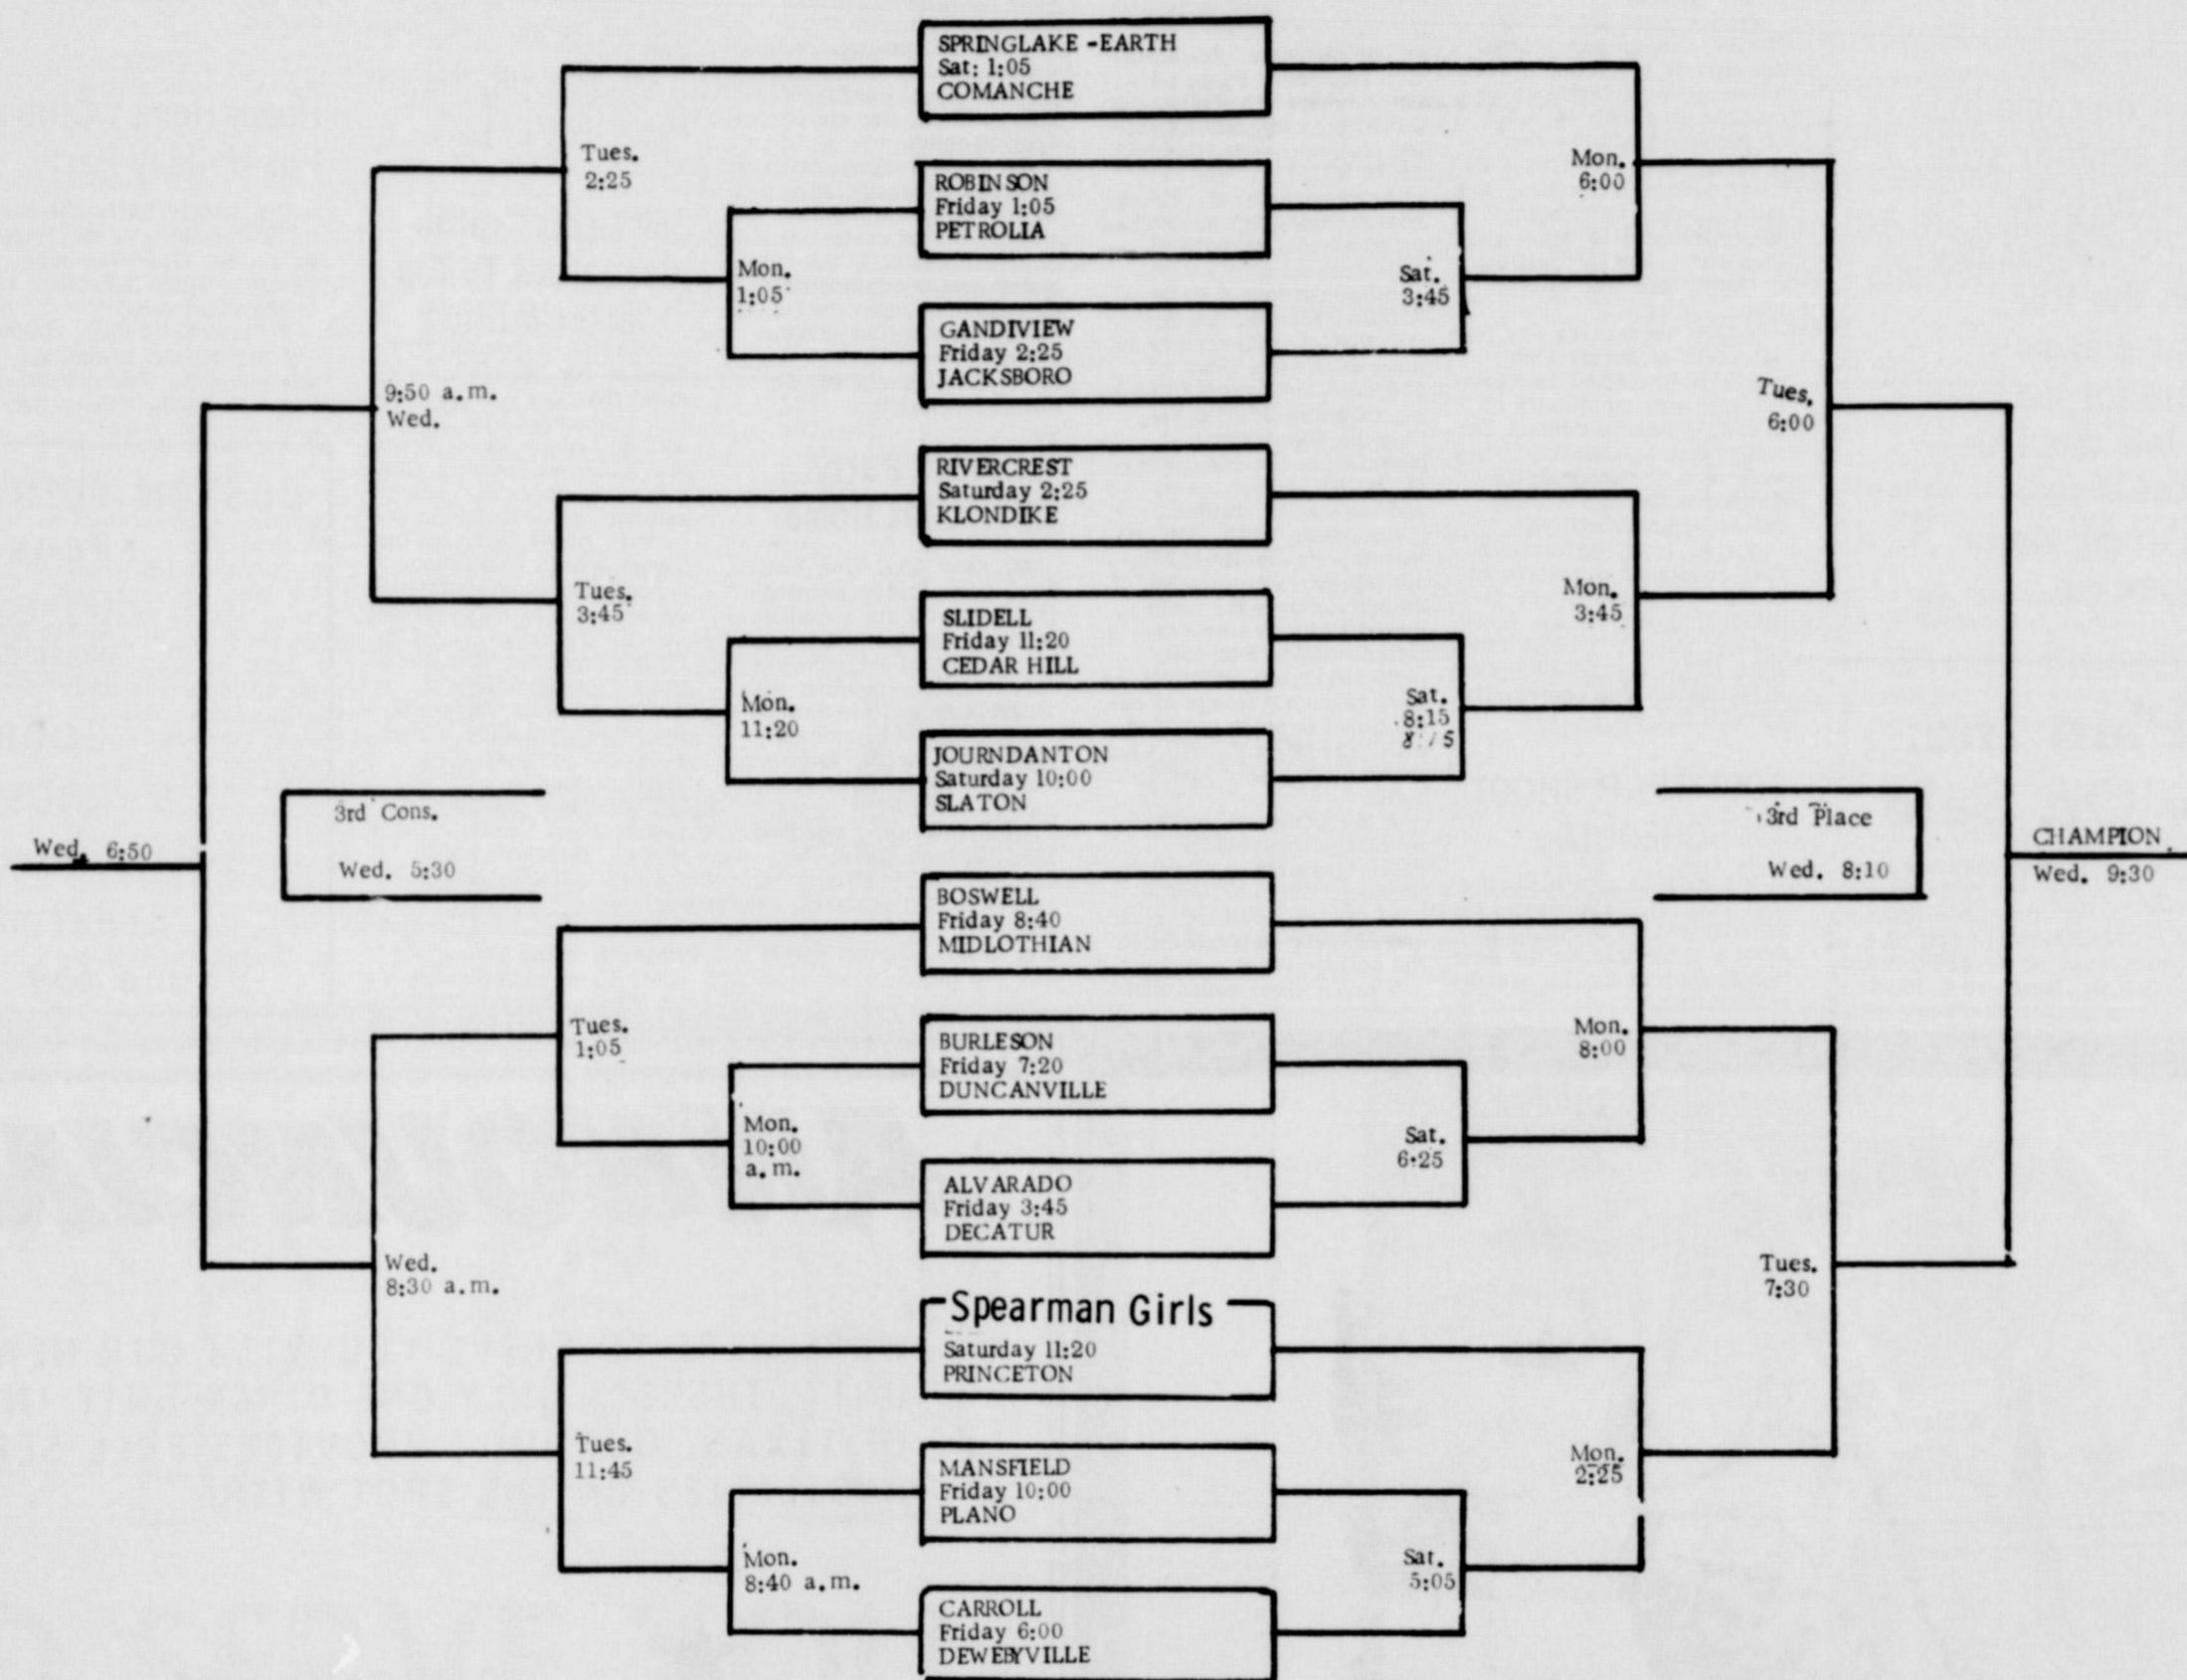 SPRINGLAKE -EARTH
Sat: 1:05
COMANCHE
Tues.
2:25
Mon.
6:00
ROBINSON
Friday 1:05
PETROLIA
Mon.
1:05
Sat.
3:45
GANDIVIEW
Friday 2:25
JACKSBORO
9:50 a.m.
Wed.
Tues.
6:00
RIVERCREST
Saturday 2:25
KLONDIKE
Tues.
3:45
Mon.
3:45
SLIDELL
Friday 11:20
CEDAR HILL
Mon.
11:20
Sat.
8:15
JOURNDANTON
Saturday 10:00
SLATON
3rd Cons.
Wed. 5:30
Wed. 6:50
3rd Place
Wed. 8:10
CHAMPION
Wed. 9:30
BOSWELL
Friday 8:40
MIDLOTHIAN
Tues.
1:05
Mon.
8:00
BURLESON
Friday 7:20
DUNCANVILLE
Mon.
10:00
a.m.
Sat.
6:25
ALVARADO
Friday 3:45
DECATUR
Wed.
8:30 a.m.
Tues.
7:30
Spearman Girls
Saturday 11:20
PRINCETON
Tues.
11:45
Mon.
2:25
MANSFIELD
Friday 10:00
PLANO
Mon.
8:40 a.m.
Sat.
5:05
CARROLL
Friday 6:00
DEWEBYVILLE